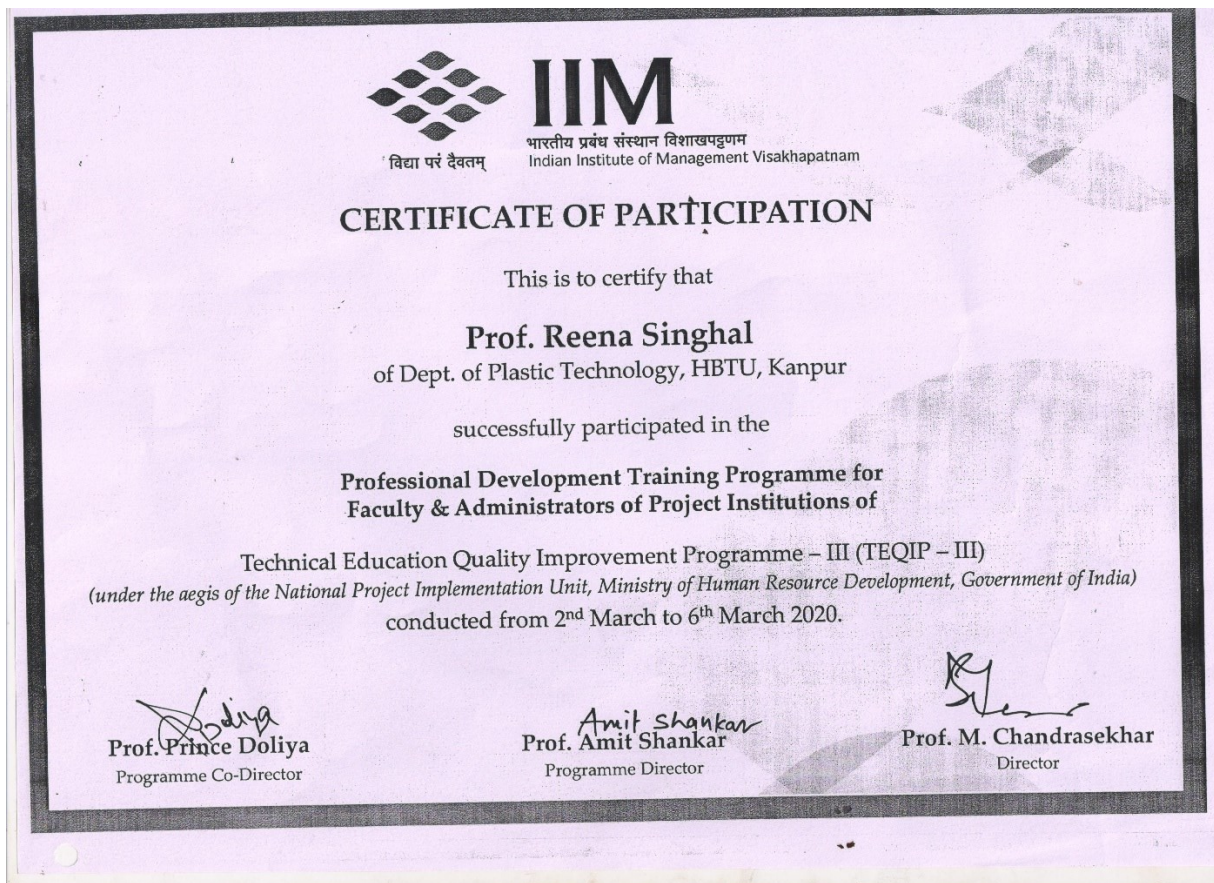 IIM
भारतीय प्रबंध संस्थान विशाखपट्टणम
विद्या परं दैवतम्
Indian Institute of Management Visakhapatnam
CERTIFICATE OF PARTICIPATION
This is to certify that
Prof. Reena Singhal
of Dept. of Plastic Technology, HBTU, Kanpur
successfully participated in the
Professional Development Training Programme for
Faculty & Administrators of Project Institutions of
Technical Education Quality Improvement Programme – III (TEQIP – III)
(under the aegis of the National Project Implementation Unit, Ministry of Human Resource Development, Government of India)
conducted from 2nd March to 6th March 2020.
Doliya
Prof. Prince Doliya
Programme Co-Director
Amit Shankar
Prof. Amit Shankar
Programme Director
Prof. M. Chandrasekhar
Director